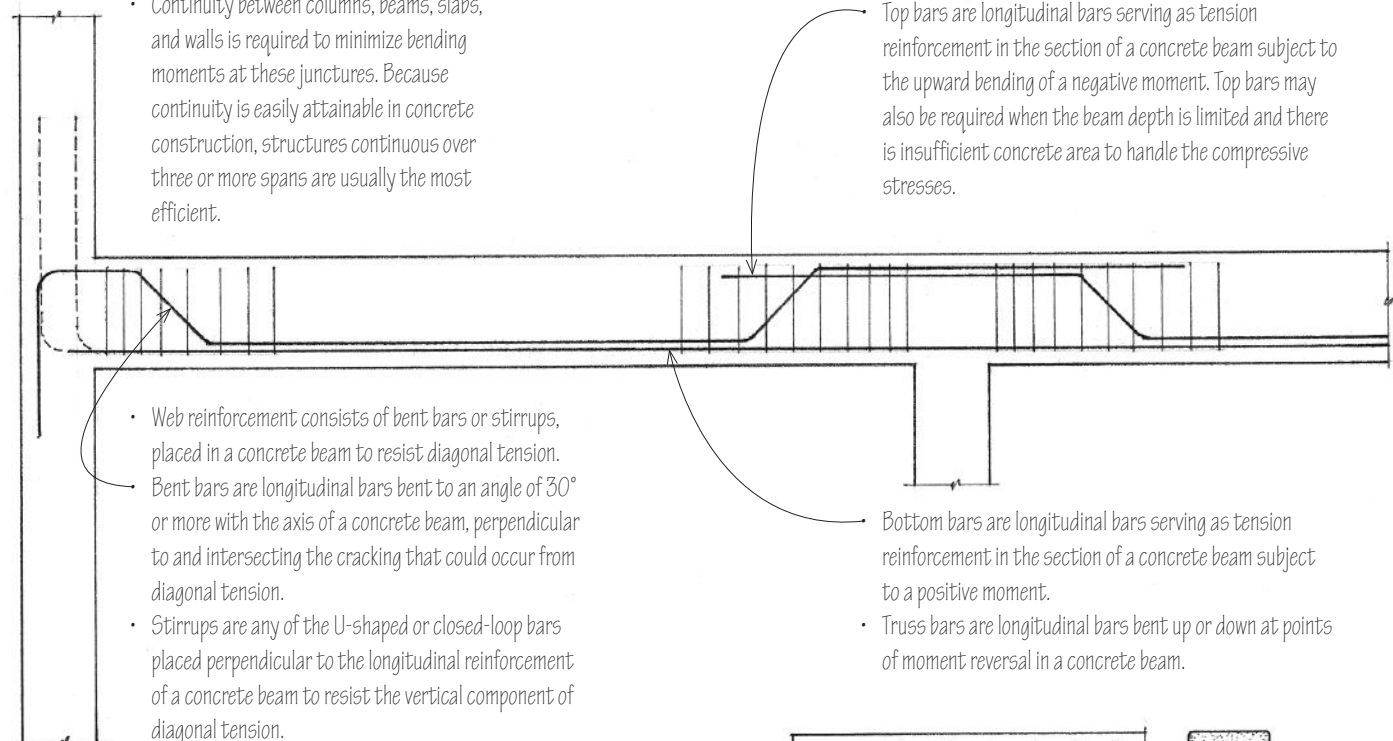 • Continuity between columns, beams, slabs,
and walls is required to minimize bending
moments at these junctures. Because
continuity is easily attainable in concrete
construction, structures continuous over
three or more spans are usually the most
efficient.
• Top bars are longitudinal bars serving as tension
reinforcement in the section of a concrete beam subject to
the upward bending of a negative moment. Top bars may
also be required when the beam depth is limited and there
is insufficient concrete area to handle the compressive
stresses.
• Web reinforcement consists of bent bars or stirrups,
placed in a concrete beam to resist diagonal tension.
• Bent bars are longitudinal bars bent to an angle of 30°
or more with the axis of a concrete beam, perpendicular
to and intersecting the cracking that could occur from
diagonal tension.
• Stirrups are any of the U-shaped or closed-loop bars
placed perpendicular to the longitudinal reinforcement
of a concrete beam to resist the vertical component of
diagonal tension.
• Bottom bars are longitudinal bars serving as tension
reinforcement in the section of a concrete beam subject
to a positive moment.
• Truss bars are longitudinal bars bent up or down at points
of moment reversal in a concrete beam.